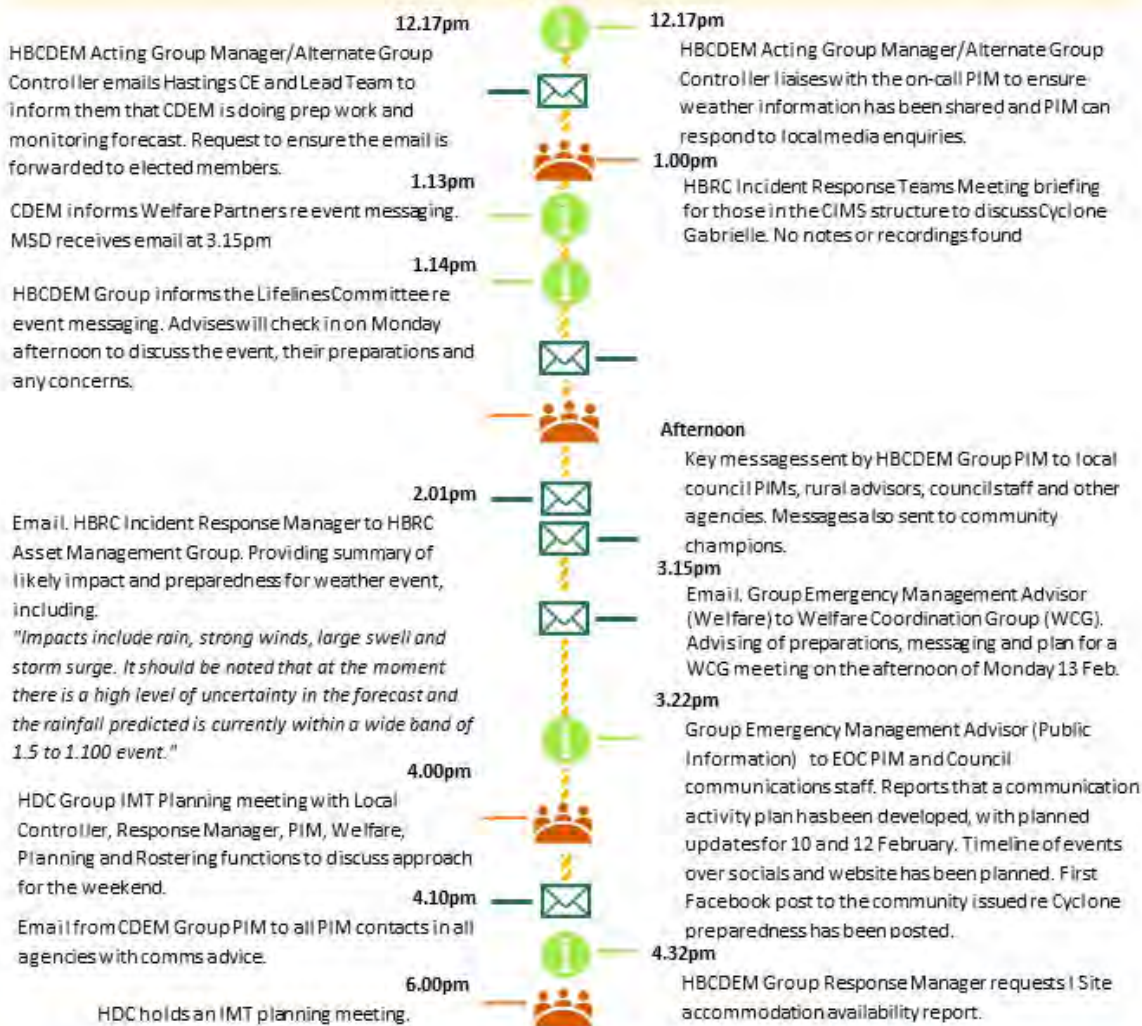 12.17pm
HBCDEM Acting Group Manager/Alternate Group
Controller emails Hastings CE and Lead Team to
inform them that CDEM is doing prep work and
monitoring forecast. Request to ensure the email is
forwarded to elected members.
1.13pm
CDEM informs Welfare Partners re event messaging.
MSD receives email at 3.15pm
1.14pm
HBCDEM Group informs the Lifelines Committee re
event messaging. Advises will check in on Monday
afternoon to discuss the event, their preparations and
any concerns.
2.01pm
Email. HBRC Incident Response Manager to HBRC
Asset Management Group. Providing summary of
likely impact and preparedness for weather event,
including.
"Impacts include rain, strong winds, large swell and
storm surge. It should be noted that at the moment
there is a high level of uncertainty in the forecast and
the rainfall predicted is currently within a wide band of
1.5 to 1.100 event."
4.00pm
HDC Group IMT Planning meeting with Local
Controller, Response Manager, PIM, Welfare,
Planning and Rostering functions to discuss approach
for the weekend.
4.10pm
Email from CDEM Group PIM to all PIM contacts in all
agencies with comms advice.
6.00pm
HDC holds an IMT planning meeting.
12.17pm
HBCDEM Acting Group Manager/Alternate Group
Controller liaises with the on-call PIM to ensure
weather information has been shared and PIM can
respond to local media enquiries.
1.00pm
HBRC Incident Response Teams Meeting briefing
for those in the CIMS structure to discuss Cyclone
Gabrielle. No notes or recordings found
Afternoon
Key messages sent by HBCDEM Group PIM to local
council PIMs, rural advisors, council staff and other
agencies. Messages also sent to community
champions.
3.15pm
Email. Group Emergency Management Advisor
(Welfare) to Welfare Coordination Group (WCG).
Advising of preparations, messaging and plan for a
WCG meeting on the afternoon of Monday 13 Feb.
3.22pm
Group Emergency Management Advisor (Public
Information) to EOC PIM and Council
communications staff. Reports that a communication
activity plan has been developed, with planned
updates for 10 and 12 February. Timeline of events
over socials and website has been planned. First
Facebook post to the community issued re Cyclone
preparedness has been posted.
4.32pm
HBCDEM Group Response Manager requests I Site
accommodation availability report.